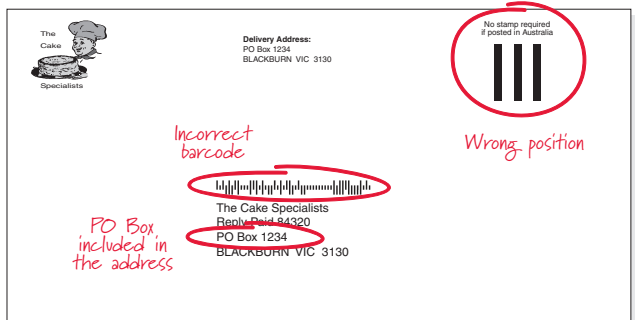 The
Cake
Specialists
Delivery Address:
PO Box 1234
BLACKBURN VIC 3130
No stamp required
if posted in Australia
Wrong position
Incorrect
barcode
The Cake Specialists
Reply Paid 84320
PO Box 1234
BLACKBURN VIC 3130
PO Box
included in
the address